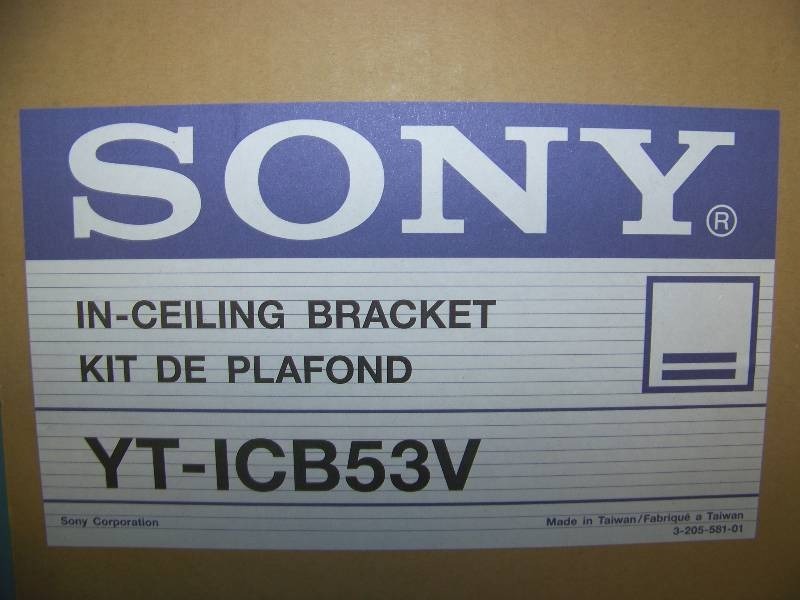 SONY®
IN-CEILING BRACKET
KIT DE PLAFOND
YT-ICB53V
Sony Corporation
Made in Taiwan/Fabriqué a Taiwan
3-205-581-01